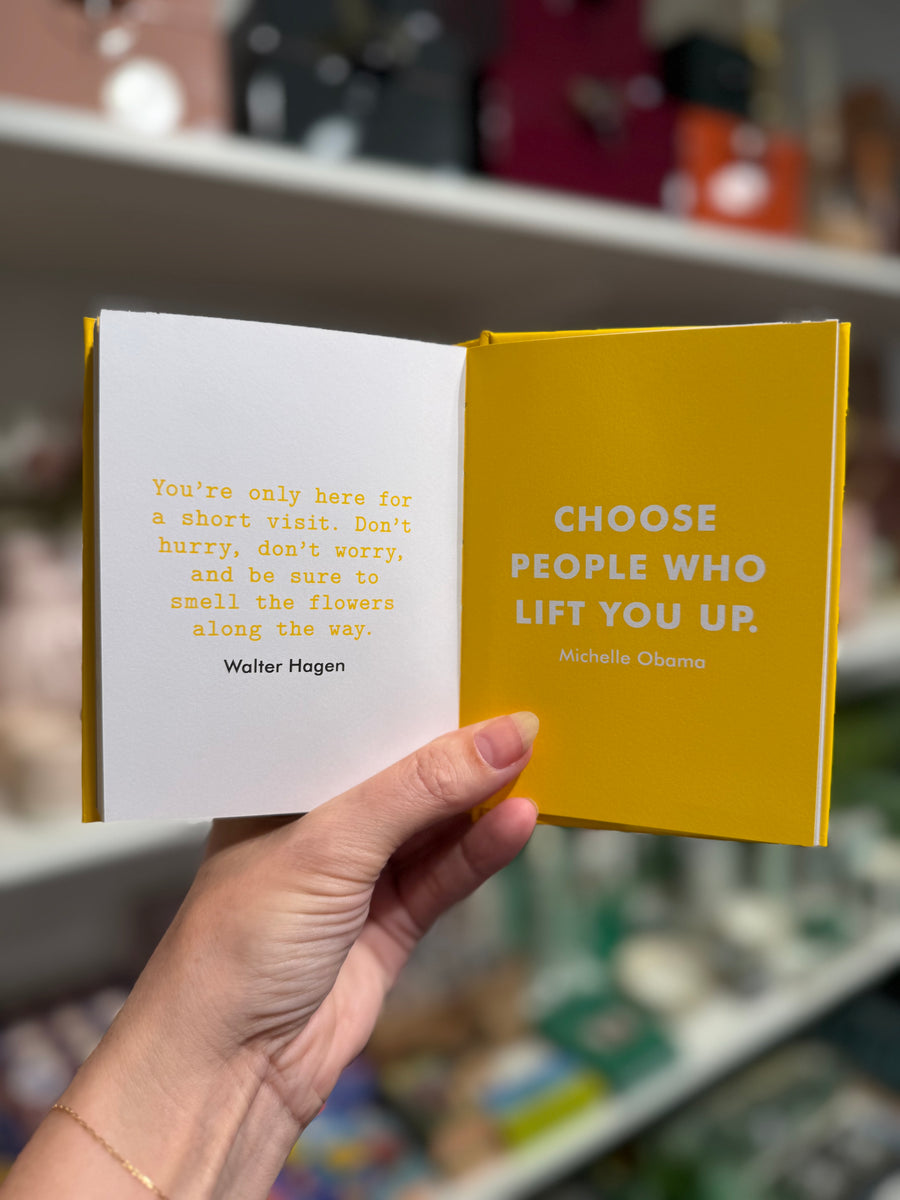 You’re only here for
a short visit. Don’t
hurry, don’t worry,
and be sure to
smell the flowers
along the way.
Walter Hagen
CHOOSE
PEOPLE WHO
LIFT YOU UP.
Michelle Obama